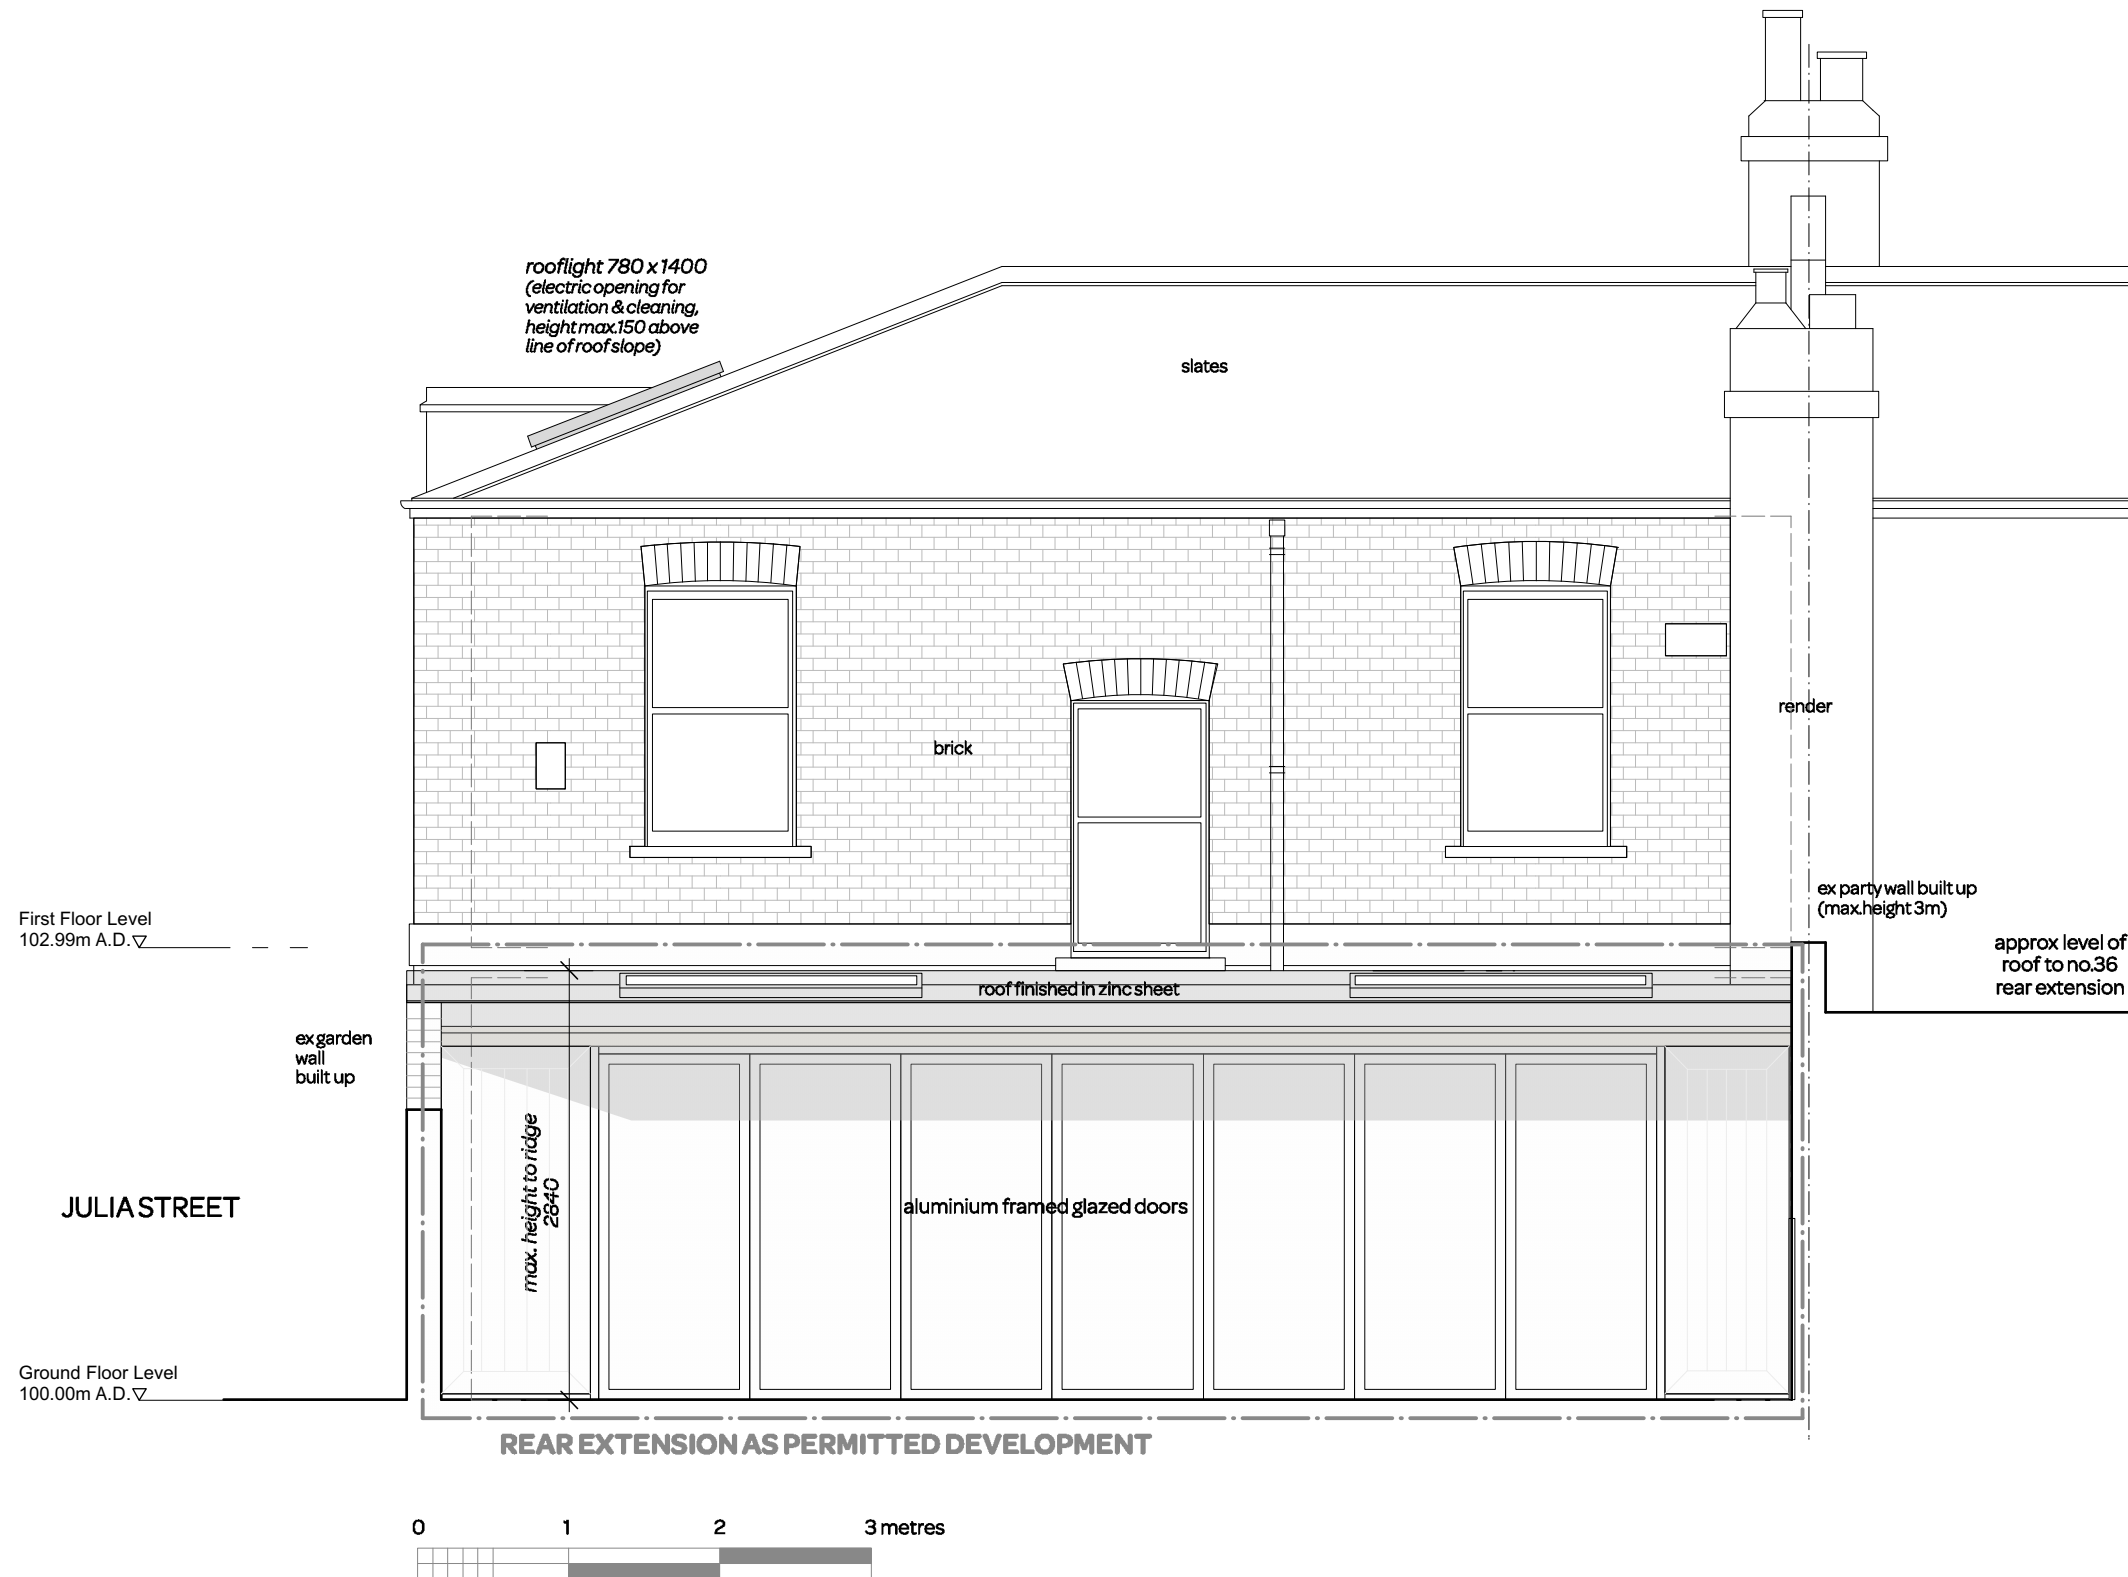 rooflight 780 x 1400
(electric opening for
ventilation & cleaning,
height max.150 above
line of roof slope)
slates
render
brick
ex party wall built up
(max.height 3m)
First Floor Level
102.99m A.D.
approx level of
roof to no.36
rear extension
roof finished in zinc sheet
ex garden
wall
built up
max. height to ridge
2840
JULIA STREET
aluminium framed glazed doors
Ground Floor Level
100.00m A.D.
REAR EXTENSION AS PERMITTED DEVELOPMENT
0 1 2 3 metres